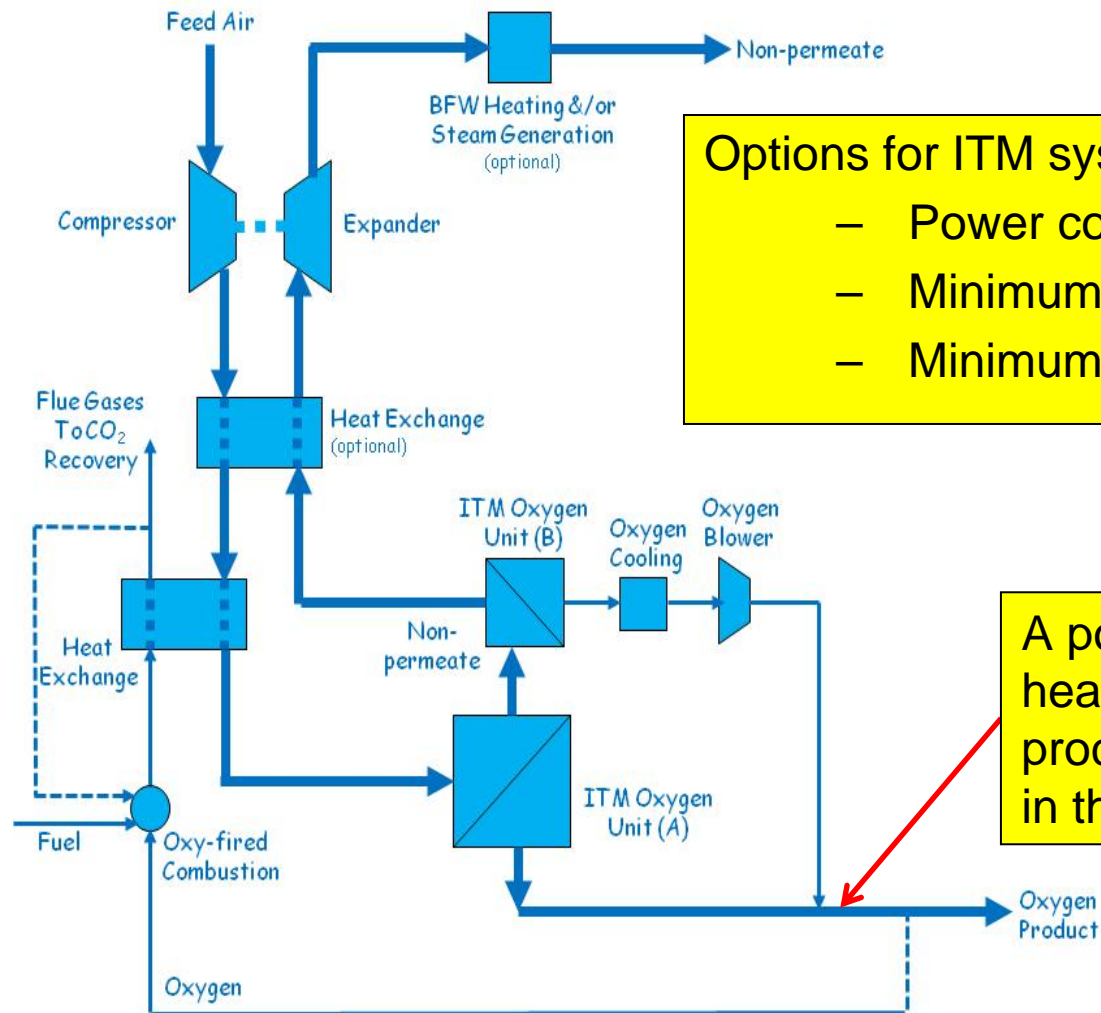 Feed Air
Non-permeate
BFW Heating &/or
Steam Generation
(optional)
Options for ITM sys
– Power co
– Minimum
– Minimum
Compressor
Expander
Flue Gases
To CO₂
Recovery
Heat Exchange
(optional)
ITM Oxygen
Unit (B)
Oxygen
Cooling
Oxygen
Blower
Heat
Exchange
Non-
permeate
A po
hea
prod
in th
ITM Oxygen
Unit (A)
Fuel
Oxy-fired
Combustion
Oxygen
Product
Oxygen